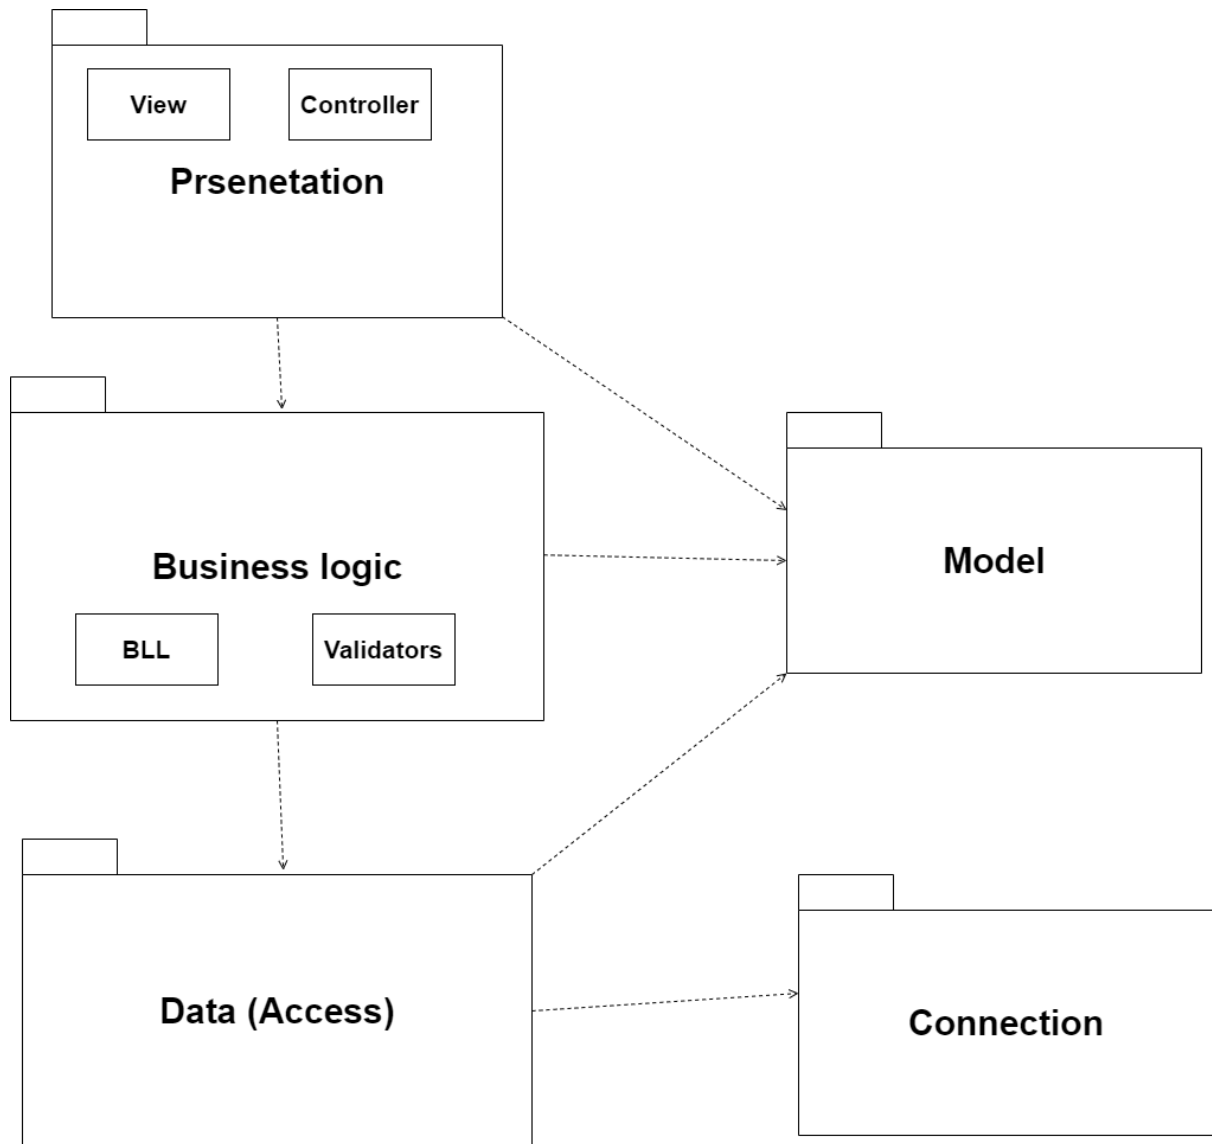 View
Controller
Prsenetation
Business logic
BLL
Validators
Model
Data (Access)
Connection